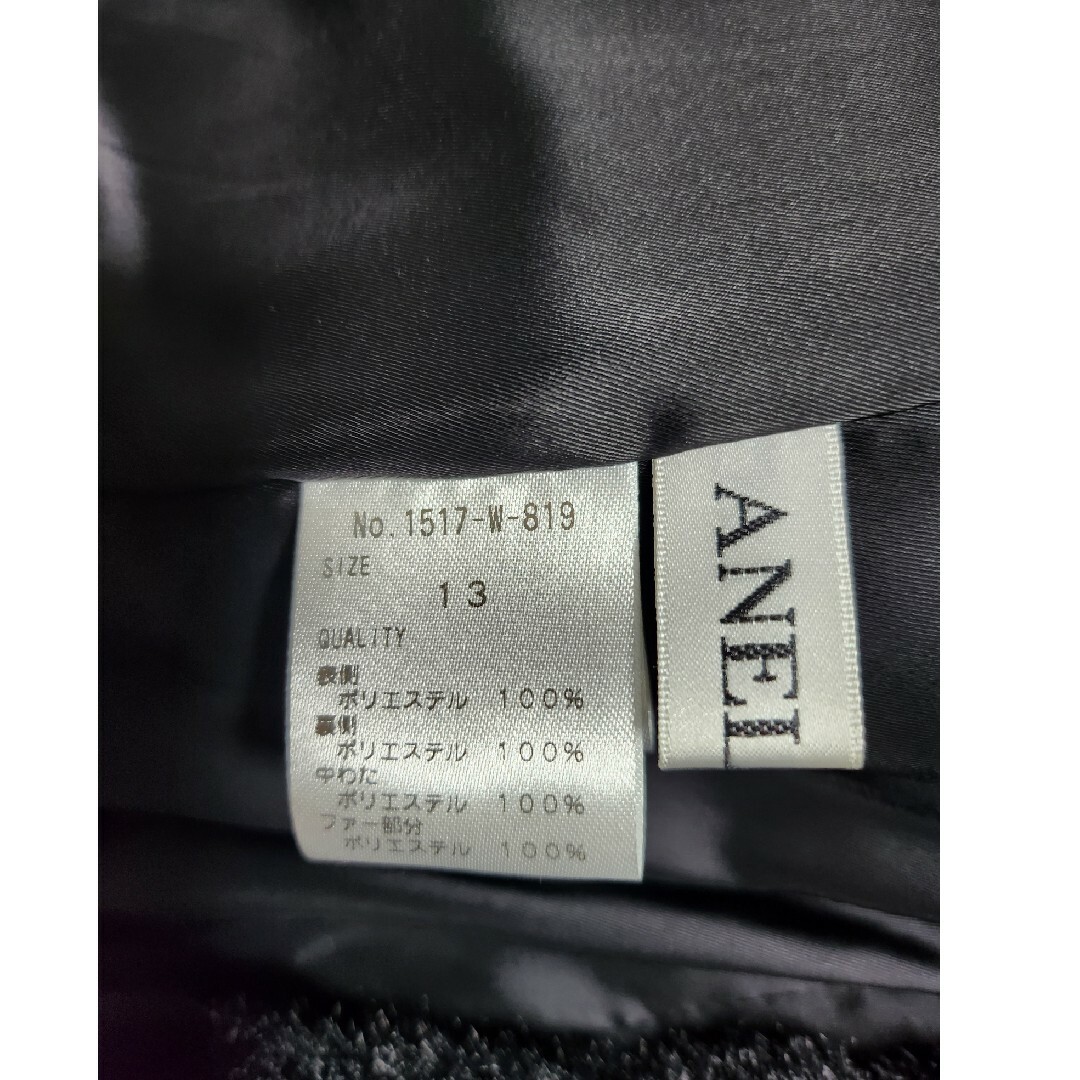 No. 1517-W-819
SIZE
13
QUALITY
表側
ポリエステル 100%
裏側
ポリエステル 100%
中わた
ポリエステル 100%
ファー部分
ポリエステル 100%
ANEL